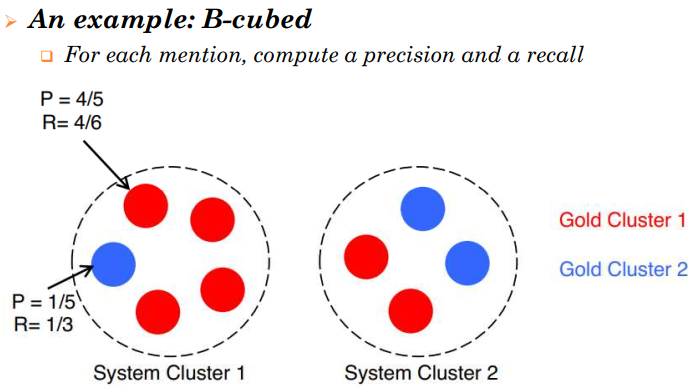 An example: B-cubed
For each mention, compute a precision and a recall
P = 4/5
R= 4/6
Gold Cluster 1
Gold Cluster 2
P = 1/5
R= 1/3
System Cluster 1
System Cluster 2